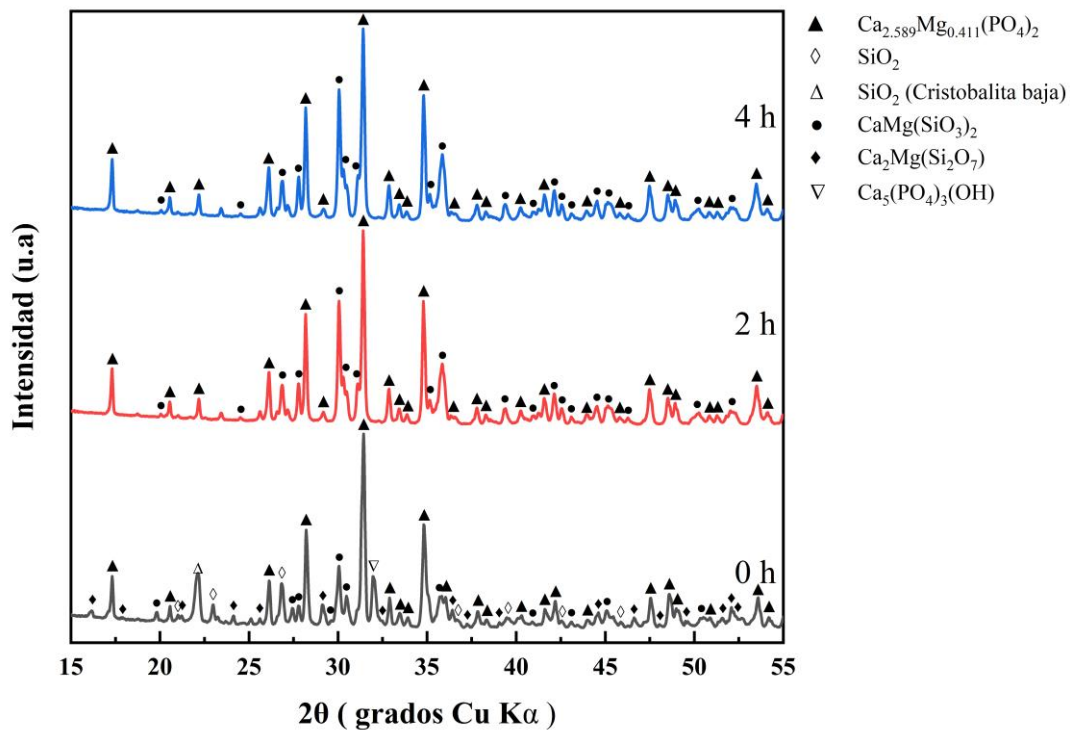 Ca2.589Mg0.411(PO4)2
SiO2
SiO2 (Cristobalita baja)
CaMg(SiO3)2
Ca2Mg(Si2O7)
Ca5(PO4)3(OH)
4 h
2 h
0 h
Intensidad (u.a)
15 20 25 30 35 40 45 50 55
2θ ( grados Cu Kα )